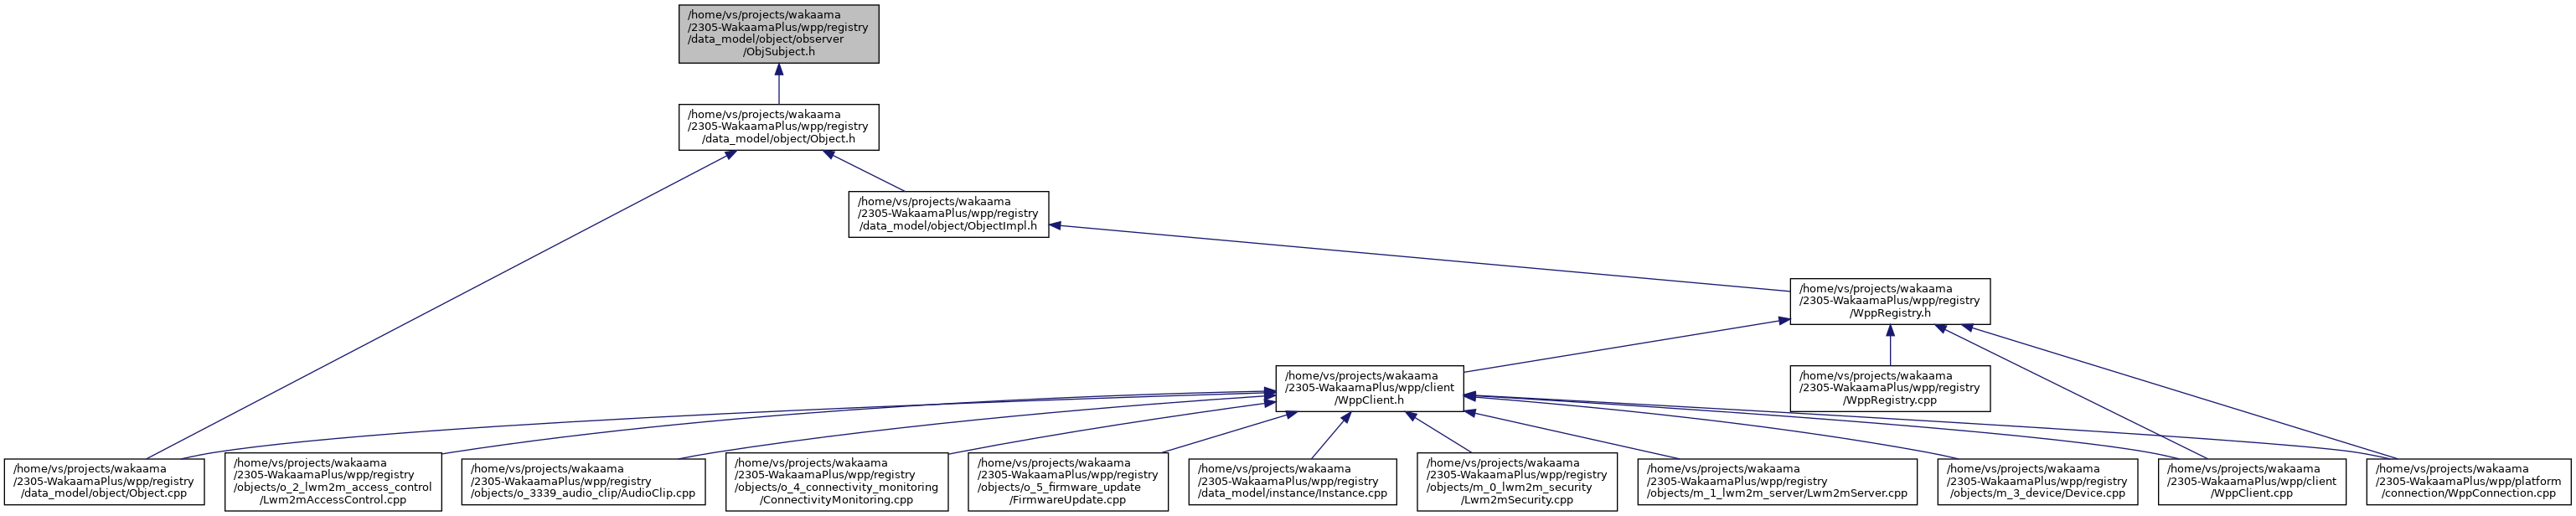 /home/vs/projects/wakaama
/2305-WakaamaPlus/wpp/registry
/data_model/object/observer
/ObjSubject.h
/home/vs/projects/wakaama
/2305-WakaamaPlus/wpp/registry
/data_model/object/Object.h
/home/vs/projects/wakaama
/2305-WakaamaPlus/wpp/registry
/data_model/object/ObjectImpl.h
/home/vs/projects/wakaama
/2305-WakaamaPlus/wpp/registry
/WppRegistry.h
/home/vs/projects/wakaama
/2305-WakaamaPlus/wpp/client
/WppClient.h
/home/vs/projects/wakaama
/2305-WakaamaPlus/wpp/registry
/WppRegistry.cpp
/home/vs/projects/wakaama
/2305-WakaamaPlus/wpp/registry
/data_model/object/Object.cpp
/home/vs/projects/wakaama
/2305-WakaamaPlus/wpp/registry
/objects/o_2_lwm2m_access_control
/Lwm2mAccessControl.cpp
/home/vs/projects/wakaama
/2305-WakaamaPlus/wpp/registry
/objects/o_3339_audio_clip/AudioClip.cpp
/home/vs/projects/wakaama
/2305-WakaamaPlus/wpp/registry
/objects/o_4_connectivity_monitoring
/ConnectivityMonitoring.cpp
/home/vs/projects/wakaama
/2305-WakaamaPlus/wpp/registry
/objects/o_5_firmware_update
/FirmwareUpdate.cpp
/home/vs/projects/wakaama
/2305-WakaamaPlus/wpp/registry
/data_model/instance/Instance.cpp
/home/vs/projects/wakaama
/2305-WakaamaPlus/wpp/registry
/objects/m_0_lwm2m_security
/Lwm2mSecurity.cpp
/home/vs/projects/wakaama
/2305-WakaamaPlus/wpp/registry
/objects/m_1_lwm2m_server/Lwm2mServer.cpp
/home/vs/projects/wakaama
/2305-WakaamaPlus/wpp/registry
/objects/m_3_device/Device.cpp
/home/vs/projects/wakaama
/2305-WakaamaPlus/wpp/client
/WppClient.cpp
/home/vs/projects/wakaama
/2305-WakaamaPlus/wpp/platform
/connection/WppConnection.cpp